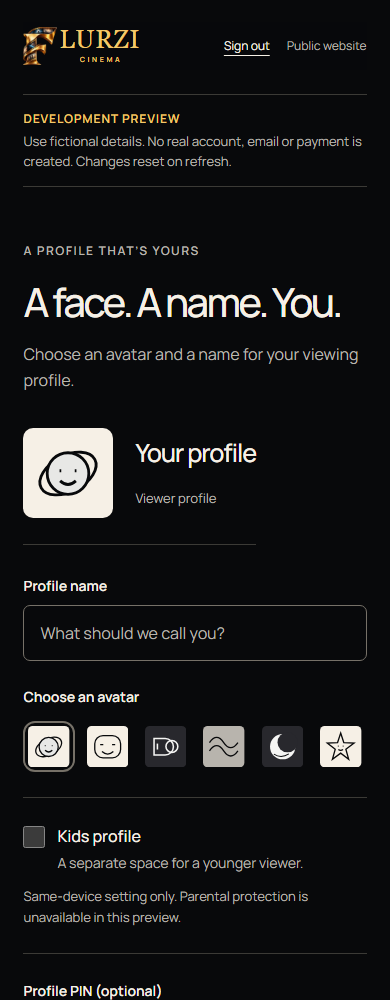 FLURZI
CINEMA
Sign out
Public website
DEVELOPMENT PREVIEW
Use fictional details. No real account, email or payment is
created. Changes reset on refresh.
A PROFILE THAT'S YOURS
A face. A name. You.
Choose an avatar and a name for your viewing
profile.
Your profile
Viewer profile
Profile name
What should we call you?
Choose an avatar
Kids profile
A separate space for a younger viewer.
Same-device setting only. Parental protection is
unavailable in this preview.
Profile PIN (optional)